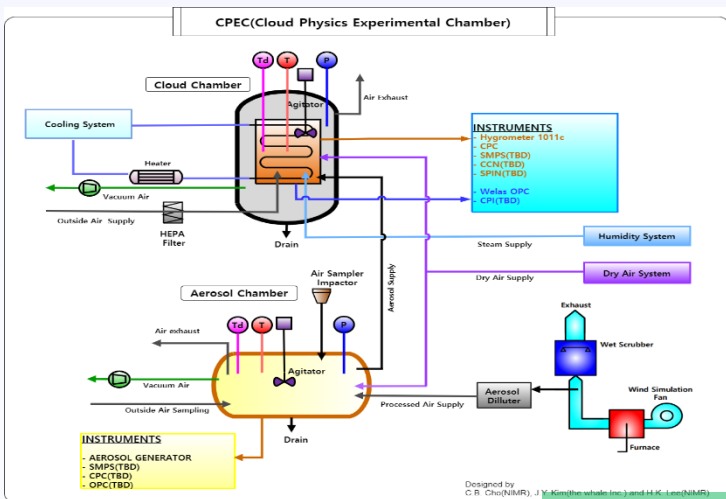 CPEC(Cloud Physics Experimental Chamber)
Td
T
P
Cloud Chamber
Agitator
Air Exhaust
Cooling System
Heater
Vacuum Air
Outside Air Supply
HEPA
Filter
Drain
INSTRUMENTS
- Hygrometer 1011c
- CPC
- SMPS(TBD)
- CCN(TBD)
- SPIN(TBD)
- Welas OPC
- CPI(TBD)
Steam Supply
Humidity System
Dry Air Supply
Dry Air System
Aerosol Supply
Air Sampler
Impactor
Aerosol Chamber
Air exhaust
Td
T
P
Agitator
Vacuum Air
Outside Air Sampling
Drain
Processed Air Supply
Aerosol
Dilluter
Exhaust
Wet Scrubber
Wind Simulation
Fan
Furnace
INSTRUMENTS
- AEROSOL GENERATOR
- SMPS(TBD)
- CPC(TBD)
- OPC(TBD)
Designed by
C.B. Cho(NIMR), J.Y. Kim(the whale Inc.) and H.K. Lee(NIMR)